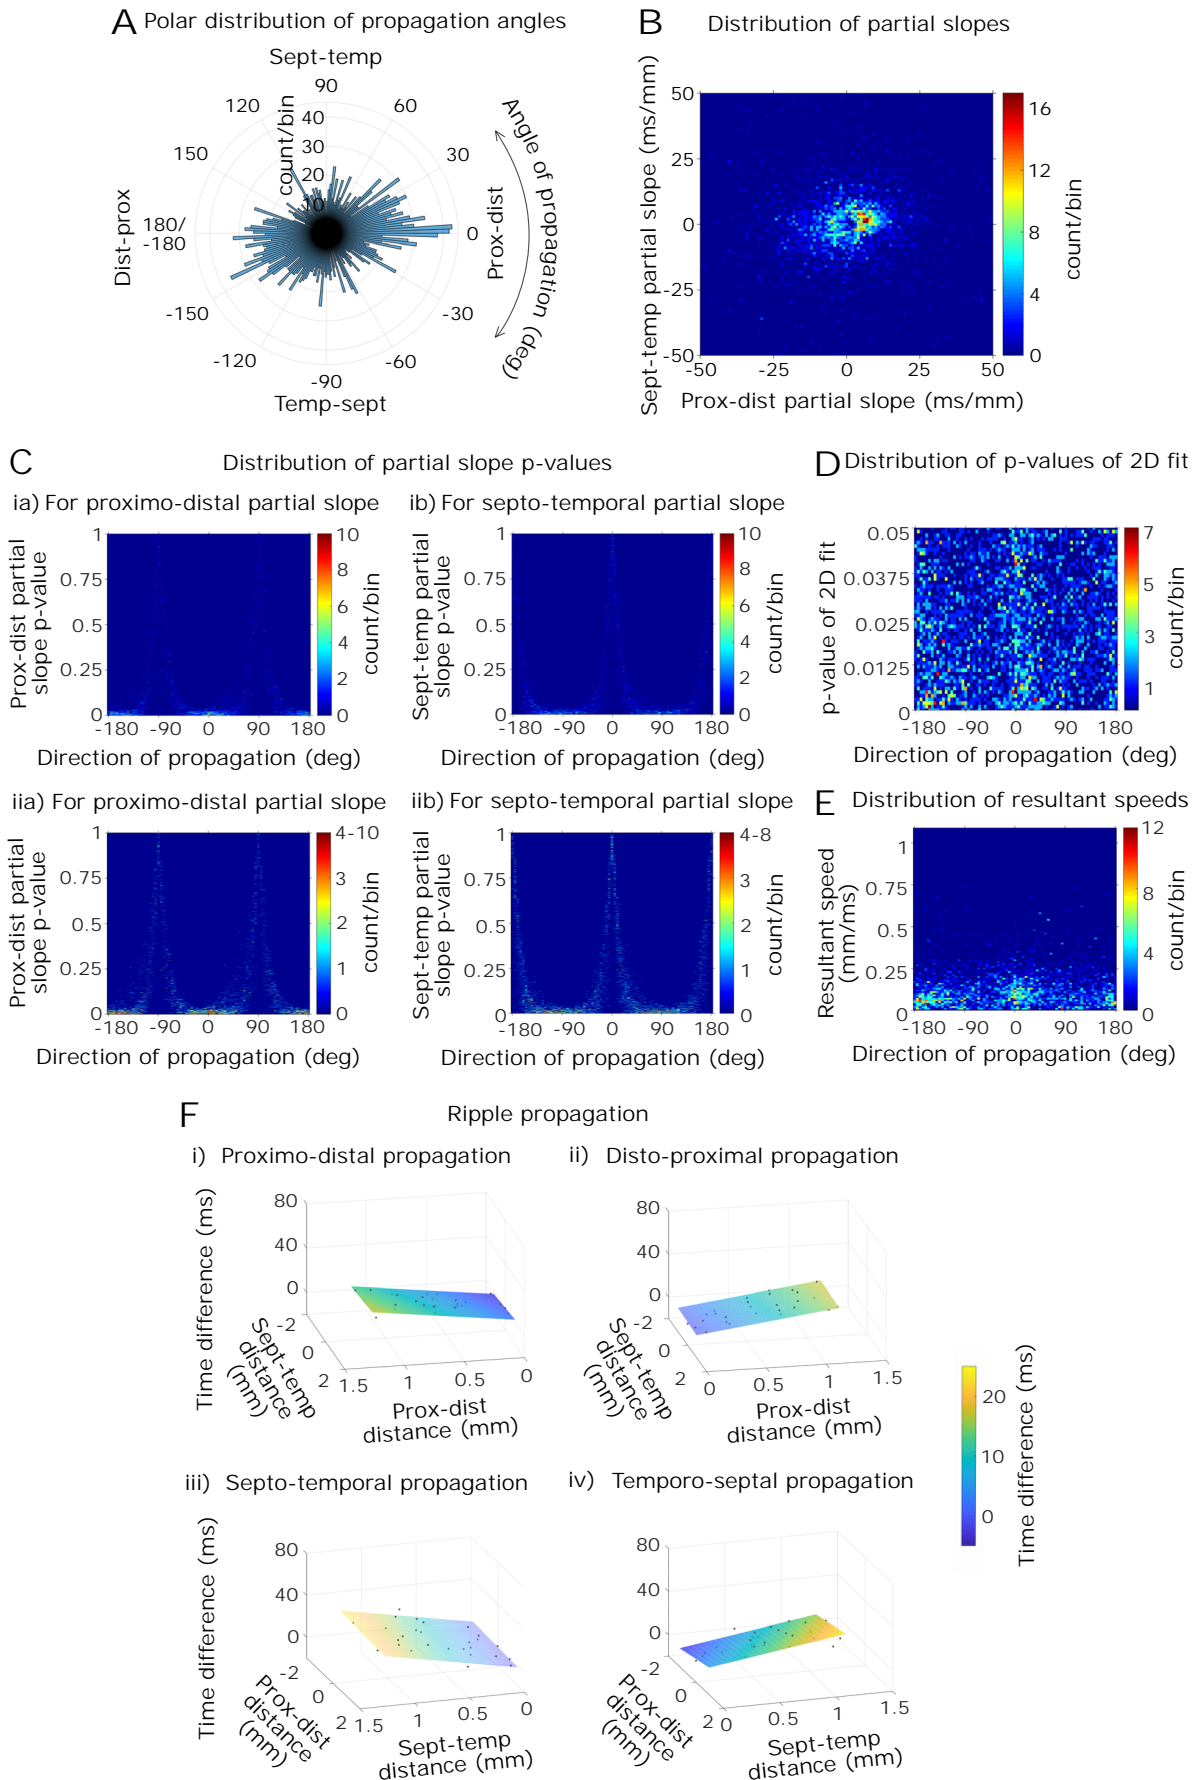 A Polar distribution of propagation angles
Sept-temp
90
120
60
150
30
180/
-180
0
-150
-30
-120
-60
-90
Temp-sept
Dist-prox
Prox-dist
count/bin
40
30
20
10
Angle of propagation (deg)
B Distribution of partial slopes
Sept-temp partial slope (ms/mm)
50
25
0
-25
-50
-50
-25
0
25
50
Prox-dist partial slope (ms/mm)
16
12
8
4
0
count/bin
C Distribution of partial slope p-values
ia) For proximo-distal partial slope
Prox-dist partial
slope p-value
1
0.75
0.5
0.25
0
-180 -90 0 90 180
Direction of propagation (deg)
10
8
6
4
2
0
count/bin
ib) For septo-temporal partial slope
Sept-temp partial
slope p-value
1
0.75
0.5
0.25
0
-180 -90 0 90 180
Direction of propagation (deg)
10
8
6
4
2
0
count/bin
D Distribution of p-values of 2D fit
p-value of 2D fit
0.05
0.0375
0.025
0.0125
0
-180 -90 0 90 180
Direction of propagation (deg)
7
5
3
1
count/bin
iia) For proximo-distal partial slope
Prox-dist partial
slope p-value
1
0.75
0.5
0.25
0
-180 -90 0 90 180
Direction of propagation (deg)
4-10
3
2
1
0
count/bin
iib) For septo-temporal partial slope
Sept-temp partial
slope p-value
1
0.75
0.5
0.25
0
-180 -90 0 90 180
Direction of propagation (deg)
4-8
3
2
1
0
count/bin
E Distribution of resultant speeds
Resultant speed
(mm/ms)
1
0.75
0.5
0.25
0
-180 -90 0 90 180
Direction of propagation (deg)
12
8
4
0
count/bin
F Ripple propagation
i) Proximo-distal propagation
Time difference (ms)
80
40
0
-2
0
2
Sept-temp
distance
(mm)
1.5 1 0.5 0
Prox-dist
distance (mm)
ii) Disto-proximal propagation
80
40
0
-2
0
2
Sept-temp
distance
(mm)
0 0.5 1 1.5
Prox-dist
distance (mm)
iii) Septo-temporal propagation
Time difference (ms)
80
40
0
-2
0
2
Prox-dist
distance
(mm)
1.5 1 0.5 0
Sept-temp
distance (mm)
iv) Temporo-septal propagation
80
40
0
-2
0
2
Prox-dist
distance
(mm)
0 0.5 1 1.5
Sept-temp
distance (mm)
20
10
0
Time difference (ms)